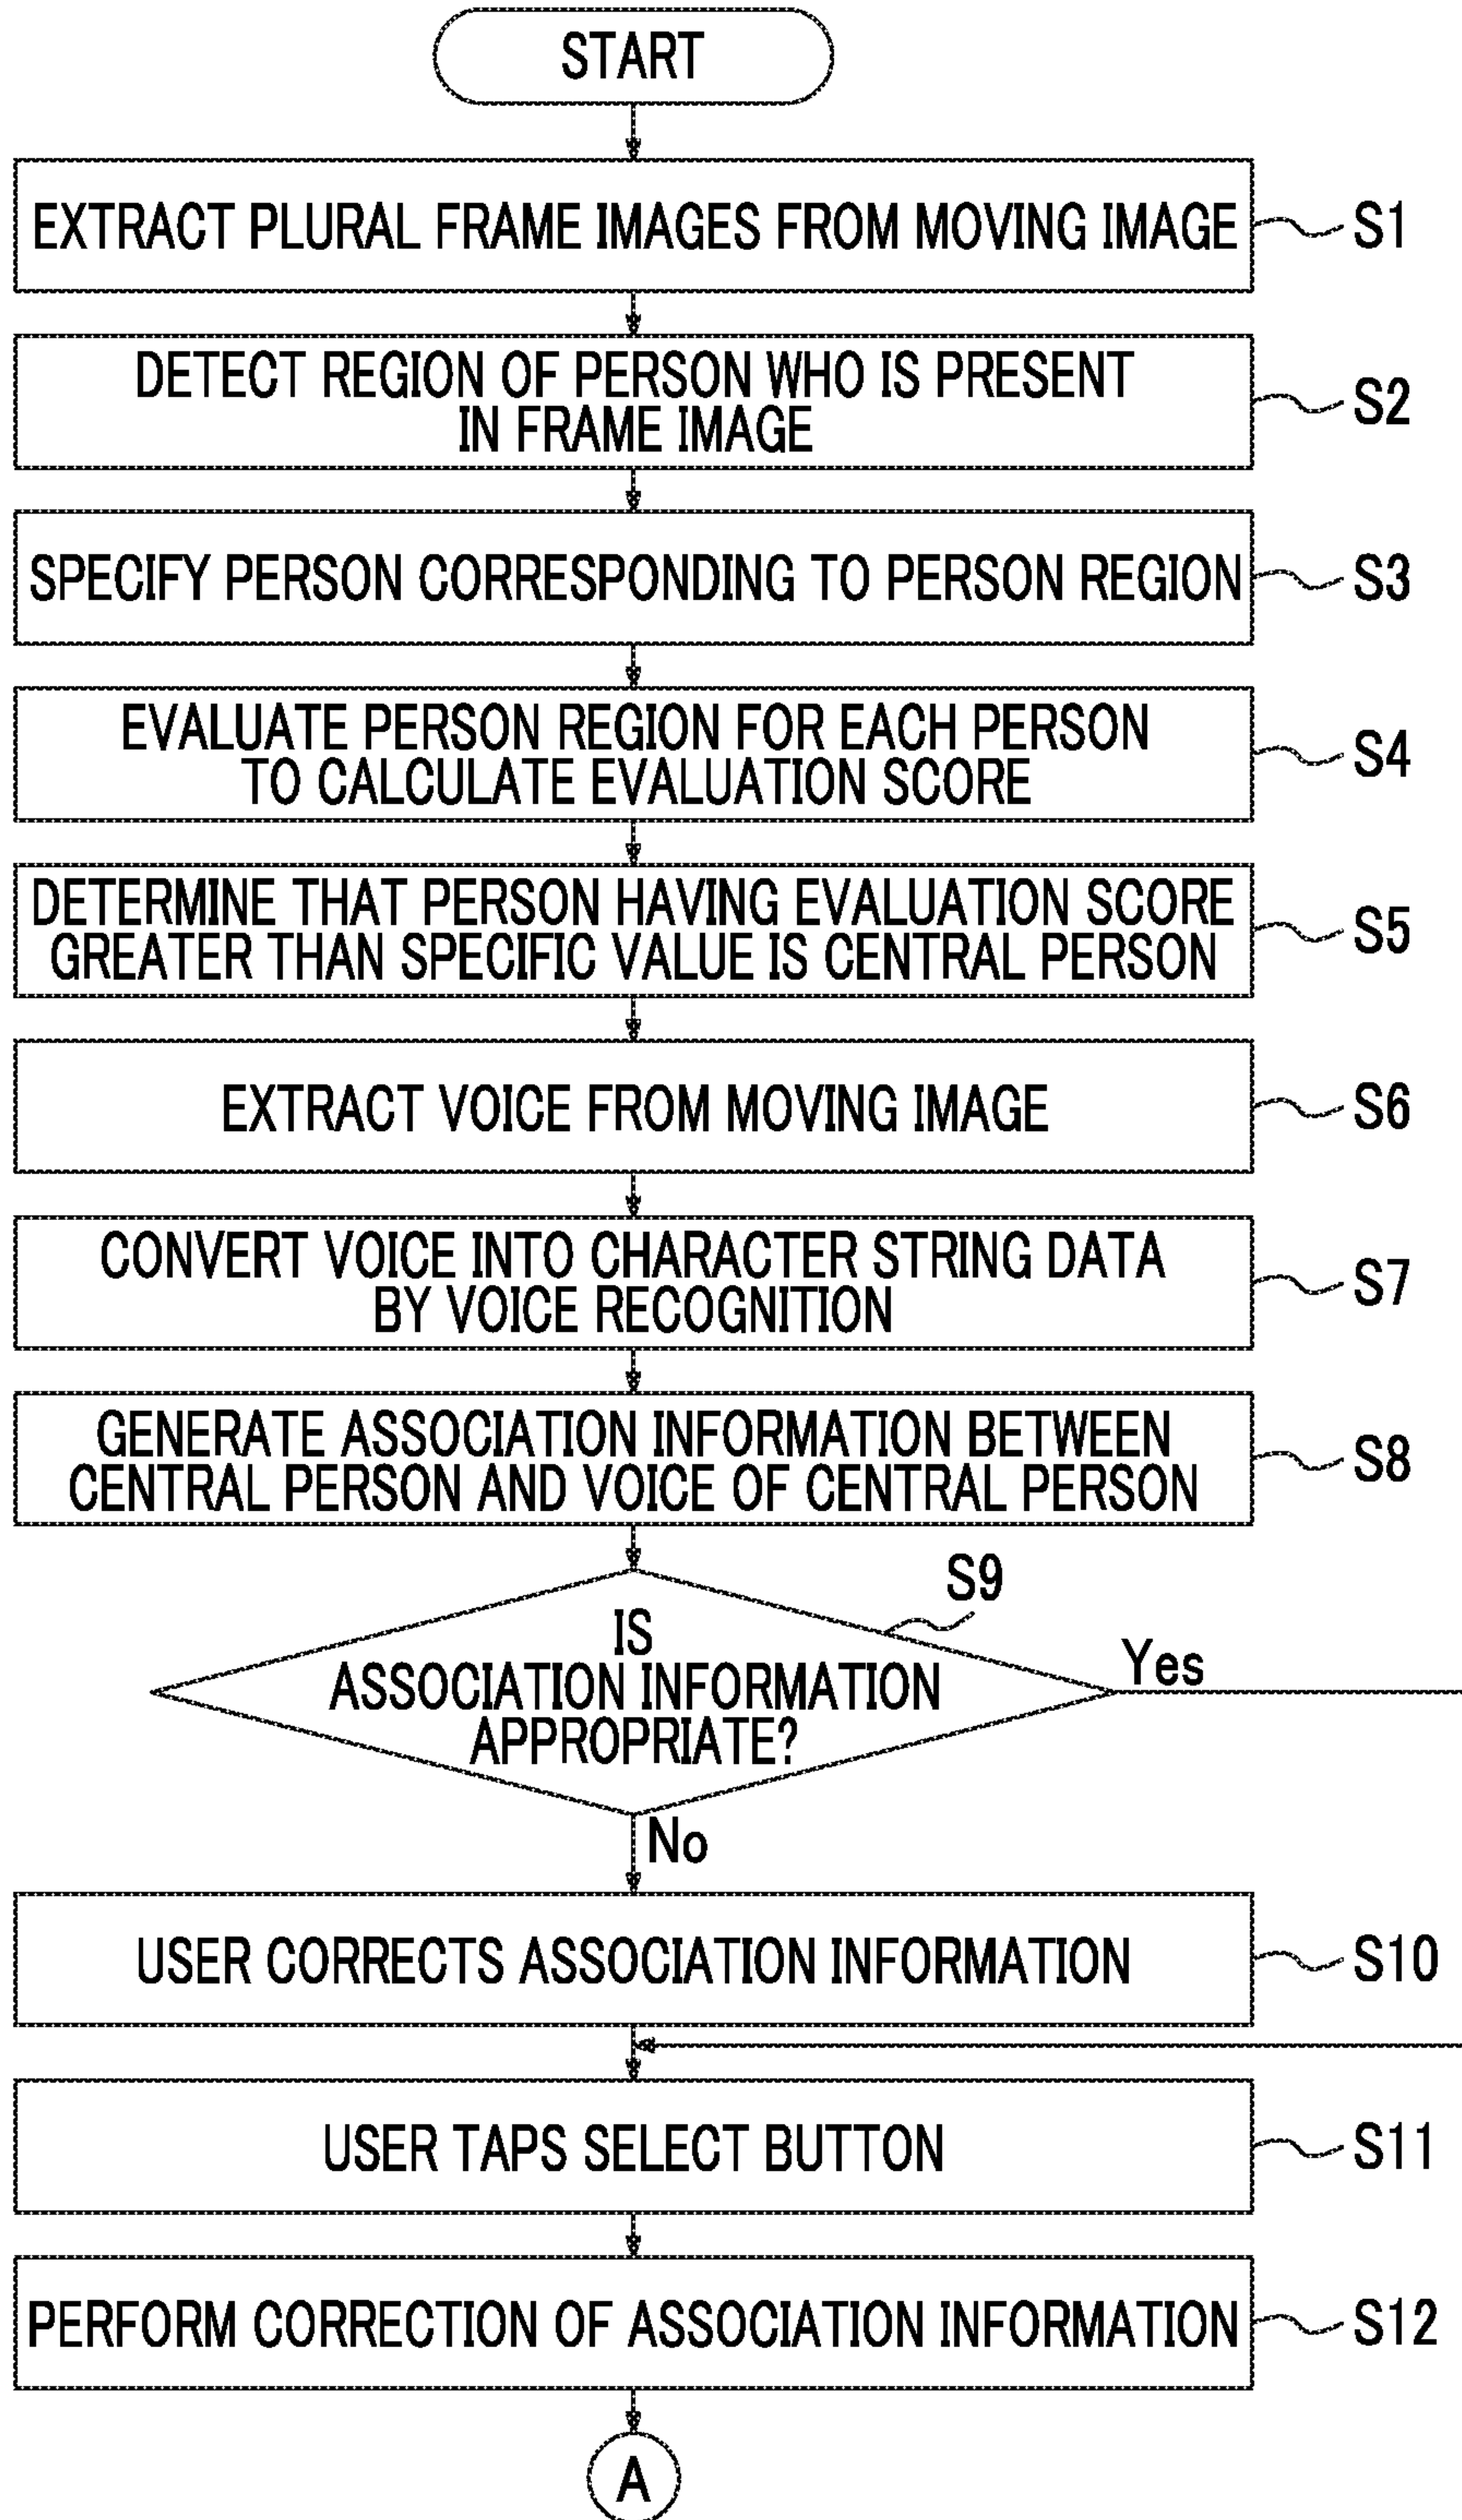 START
EXTRACT PLURAL FRAME IMAGES FROM MOVING IMAGE
S1
DETECT REGION OF PERSON WHO IS PRESENT
IN FRAME IMAGE
S2
SPECIFY PERSON CORRESPONDING TO PERSON REGION
S3
EVALUATE PERSON REGION FOR EACH PERSON
TO CALCULATE EVALUATION SCORE
S4
DETERMINE THAT PERSON HAVING EVALUATION SCORE
GREATER THAN SPECIFIC VALUE IS CENTRAL PERSON
S5
EXTRACT VOICE FROM MOVING IMAGE
S6
CONVERT VOICE INTO CHARACTER STRING DATA
BY VOICE RECOGNITION
S7
GENERATE ASSOCIATION INFORMATION BETWEEN
CENTRAL PERSON AND VOICE OF CENTRAL PERSON
S8
S9
IS
ASSOCIATION INFORMATION
APPROPRIATE?
Yes
No
USER CORRECTS ASSOCIATION INFORMATION
S10
USER TAPS SELECT BUTTON
S11
PERFORM CORRECTION OF ASSOCIATION INFORMATION
S12
A